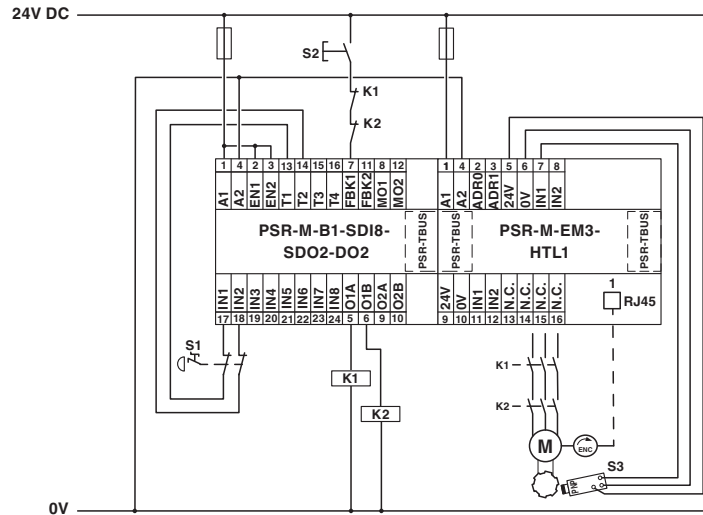 24V DC
S2
K1
K2
1 4 2 3 13 14 15 16 7 11 8 12
A1 A2 EN1 EN2 T1 T2 T3 T4 FBK1 FBK2 MO1 MO2
1 4 2 3 5 6 7 8
A1 A2 ADR0 ADR1 24V 0V IN1 IN2
PSR-M-B1-SDI8-
SDO2-DO2
PSR-TBUS
PSR-TBUS
PSR-M-EM3-
HTL1
PSR-TBUS
IN1 IN2 IN3 IN4 IN5 IN6 IN7 IN8 O1A O1B O2A O2B
17 18 19 20 21 22 23 24 5 6 9 10
24V 0V IN1 IN2 N.C. N.C. N.C. N.C.
9 10 11 12 13 14 15 16
1
RJ45
S1
K1
K2
K1
K2
M
ENC
S3
PNP
0V